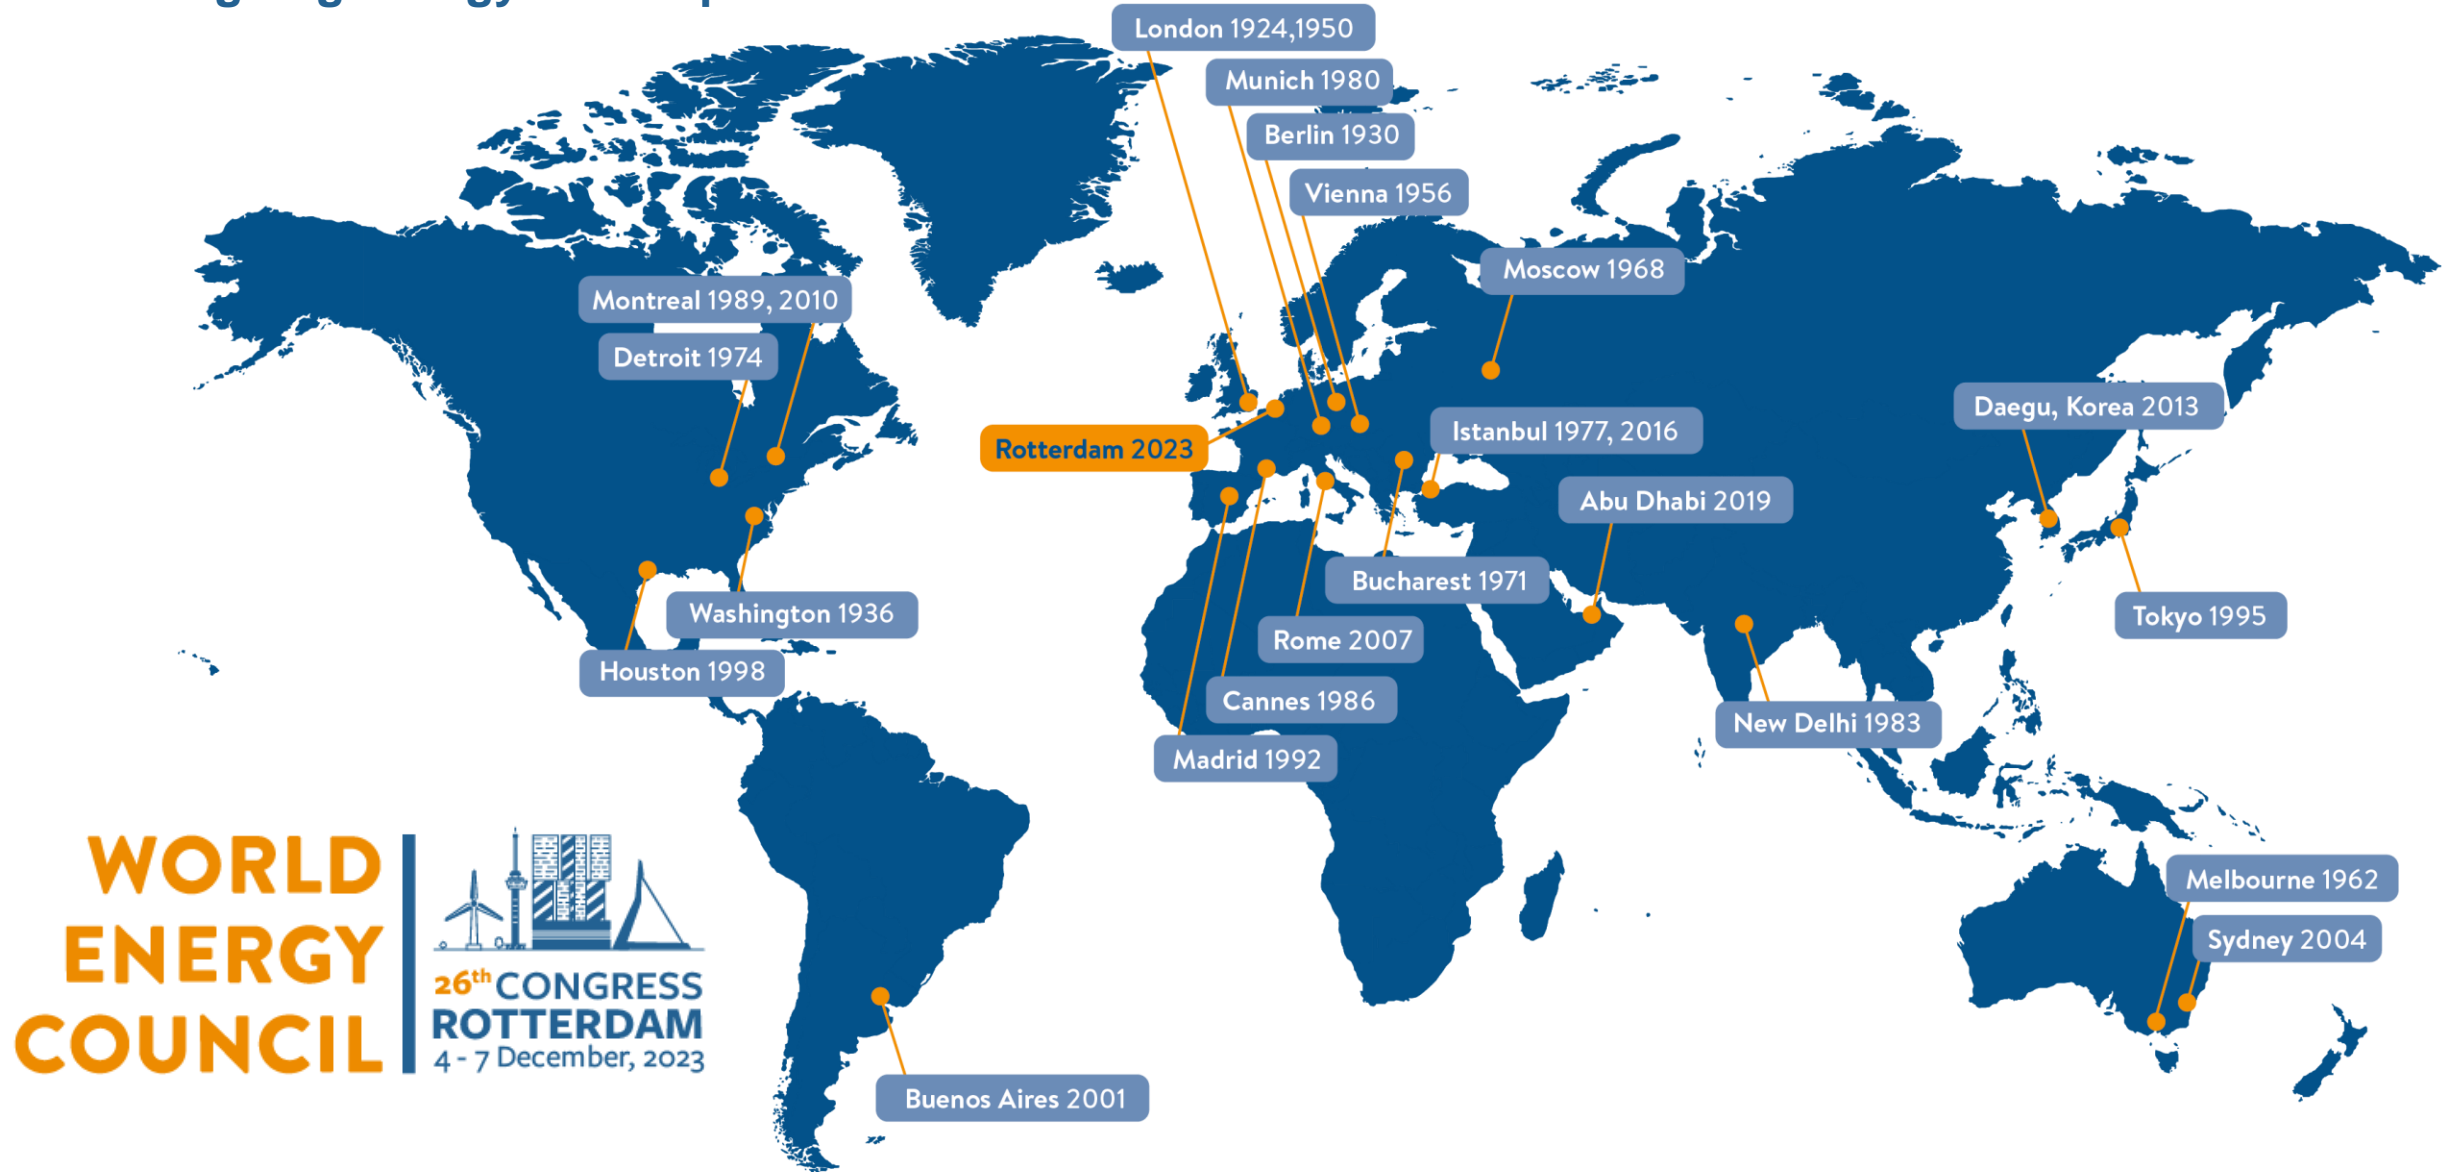 London 1924,1950
Munich 1980
Berlin 1930
Vienna 1956
Moscow 1968
Montreal 1989, 2010
Detroit 1974
Daegu, Korea 2013
Istanbul 1977, 2016
Rotterdam 2023
Abu Dhabi 2019
Bucharest 1971
Washington 1936
Tokyo 1995
Rome 2007
Houston 1998
Cannes 1986
New Delhi 1983
Madrid 1992
Melbourne 1962
Sydney 2004
Buenos Aires 2001
WORLD
ENERGY
COUNCIL
26th CONGRESS
ROTTERDAM
4 - 7 December, 2023